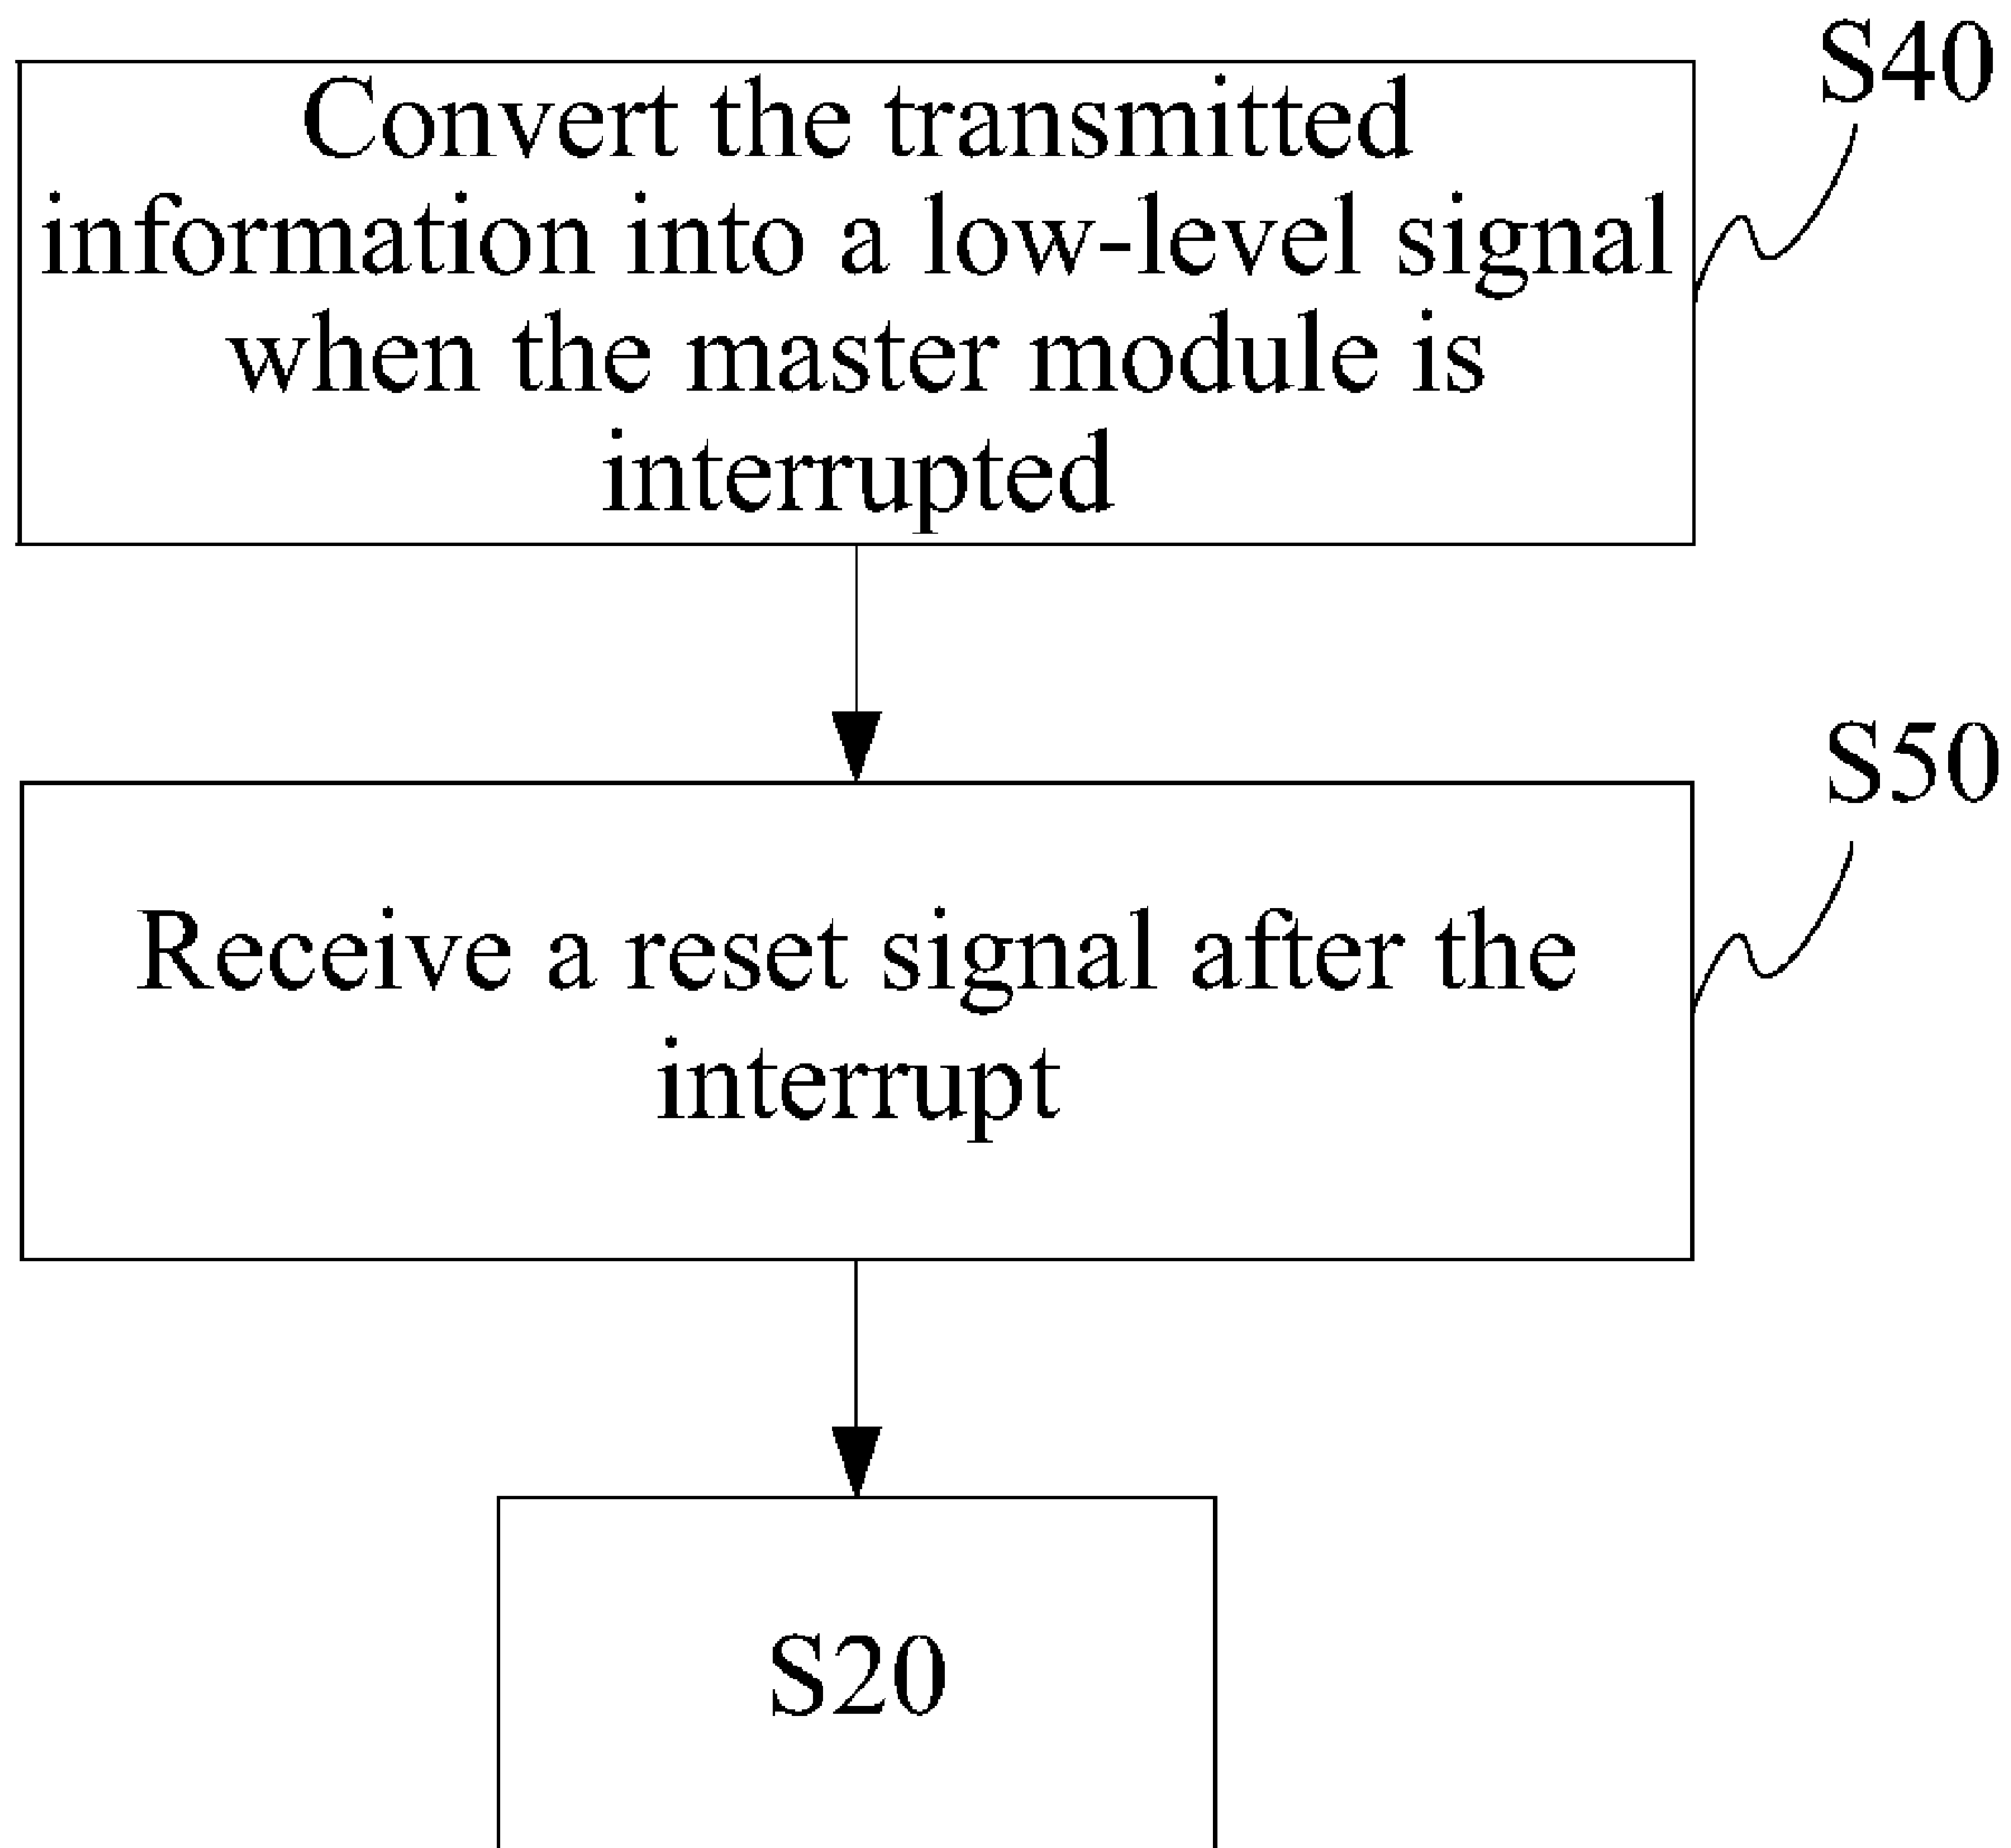 S40
Convert the transmitted
information into a low-level signal
when the master module is
interrupted
S50
Receive a reset signal after the
interrupt
S20